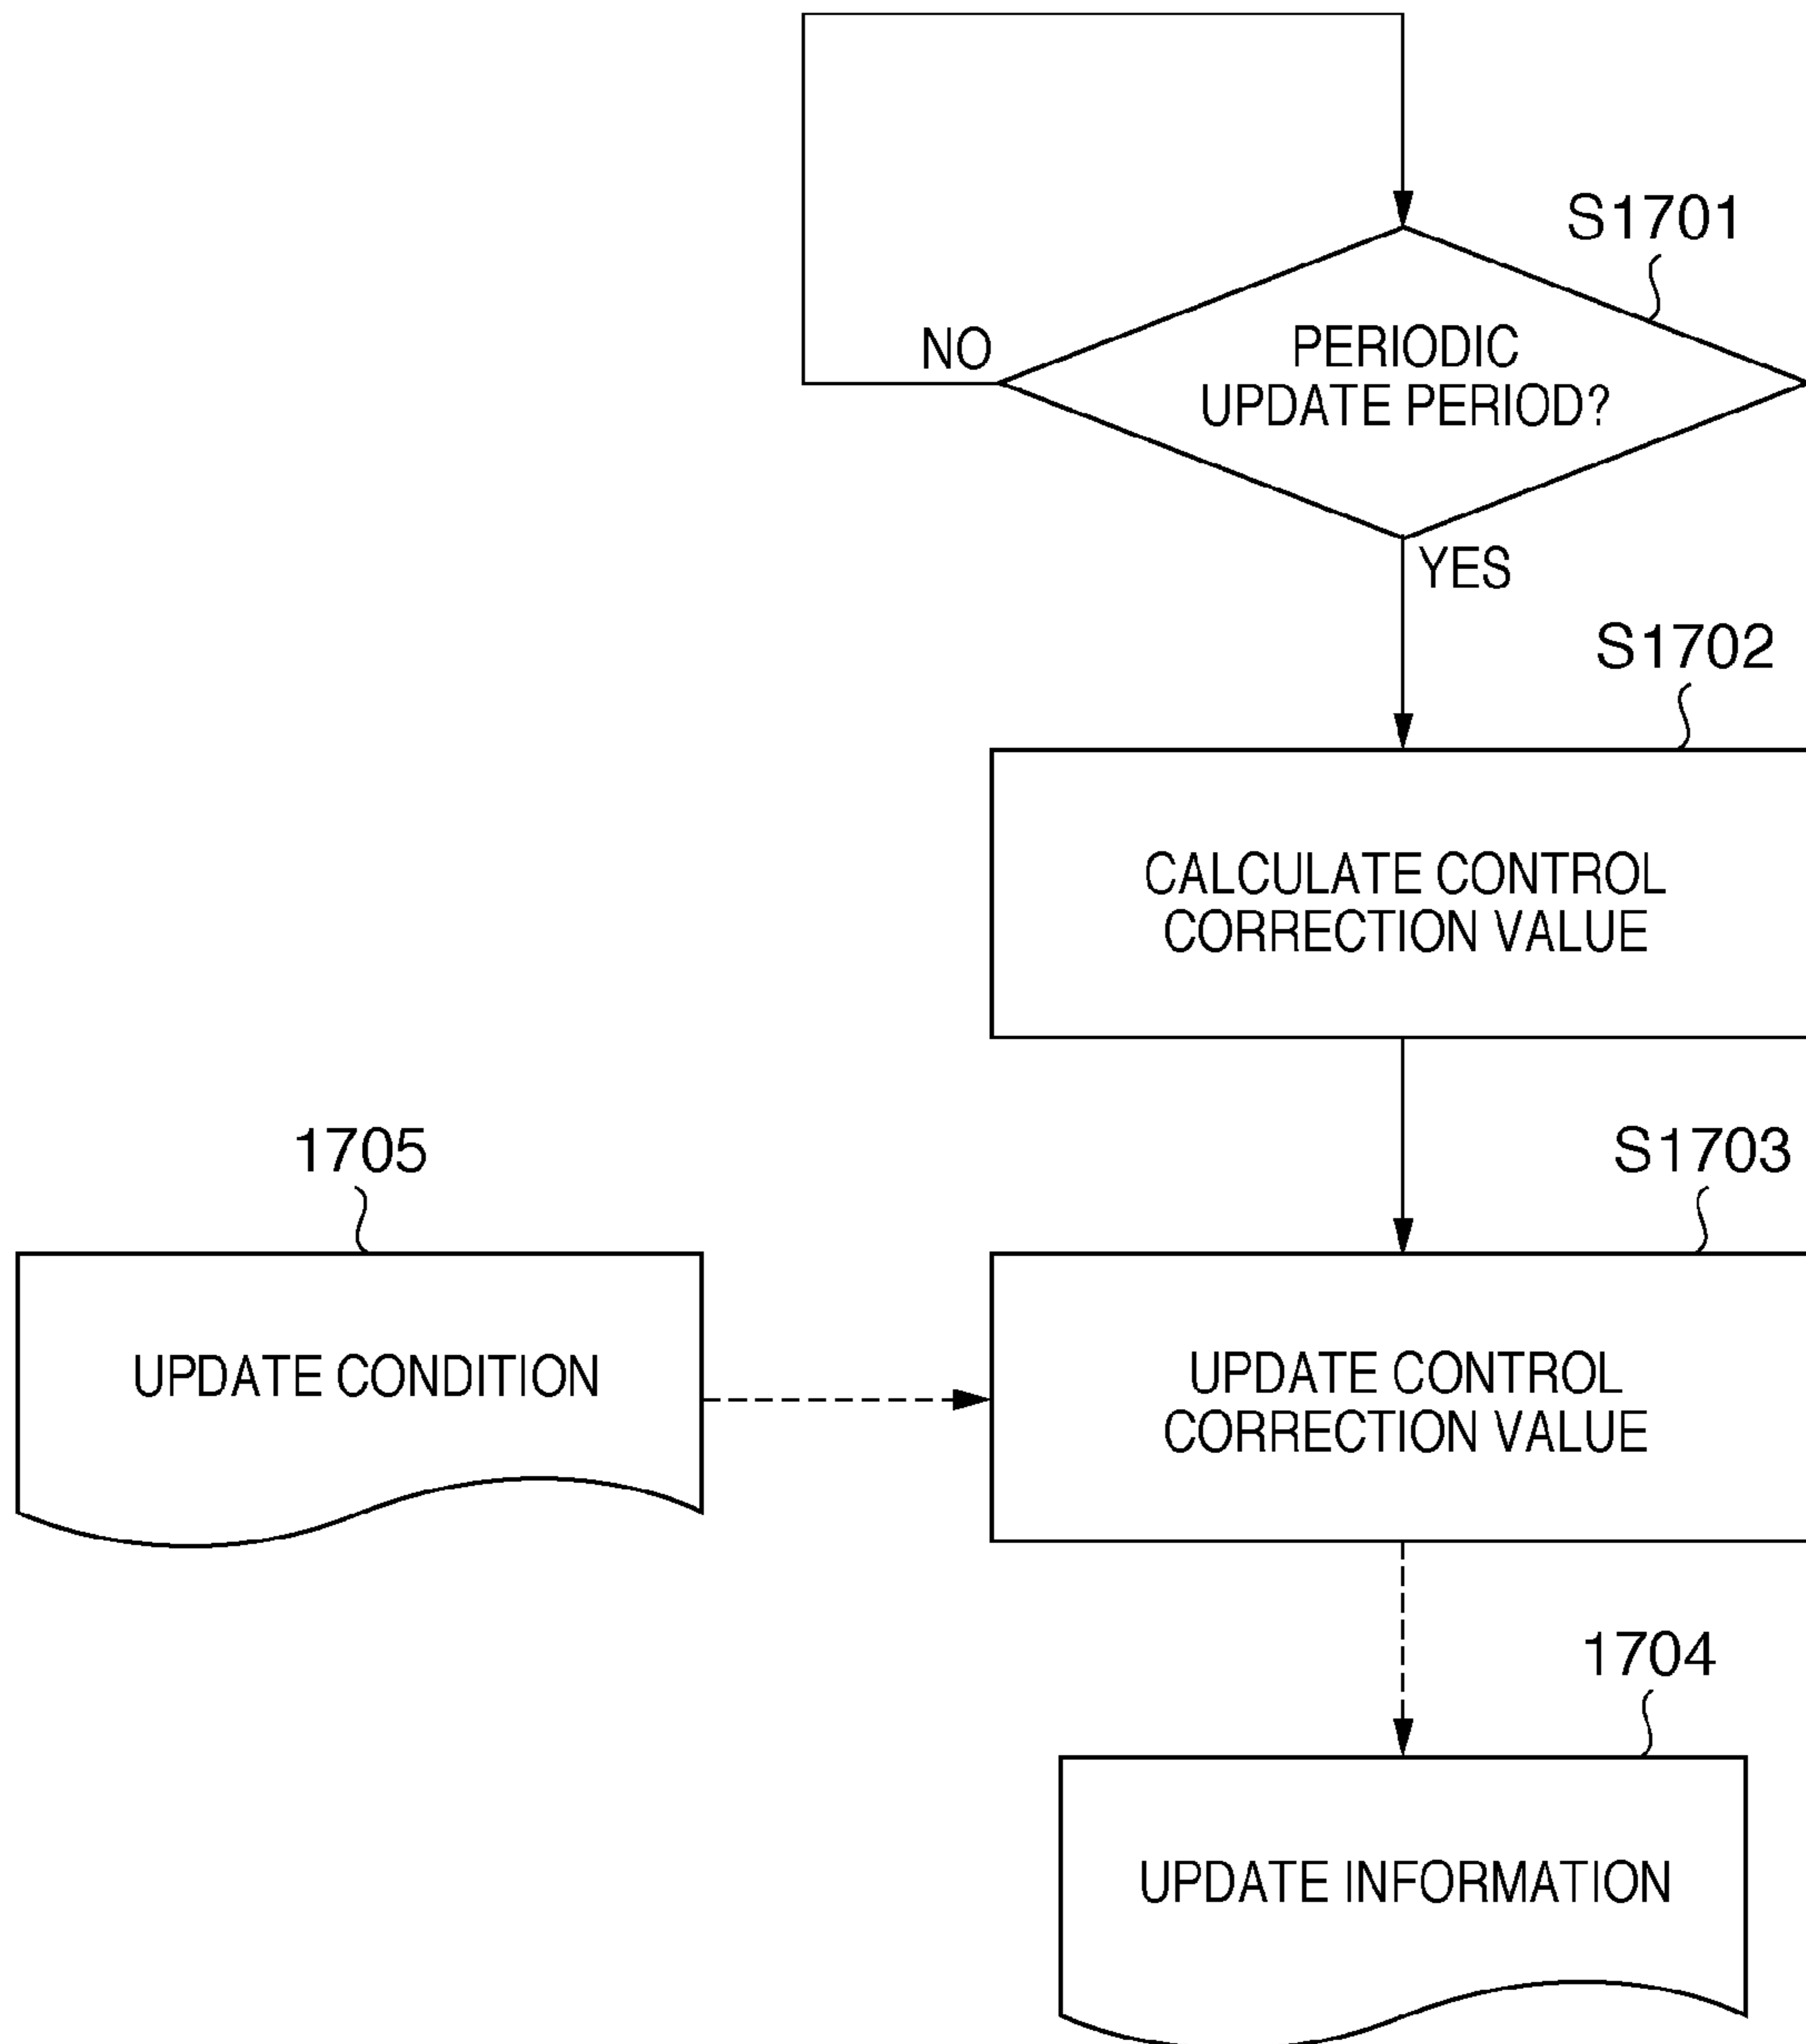 S1701
NO
PERIODIC
UPDATE PERIOD?
YES
S1702
CALCULATE CONTROL
CORRECTION VALUE
1705
S1703
UPDATE CONDITION
UPDATE CONTROL
CORRECTION VALUE
1704
UPDATE INFORMATION